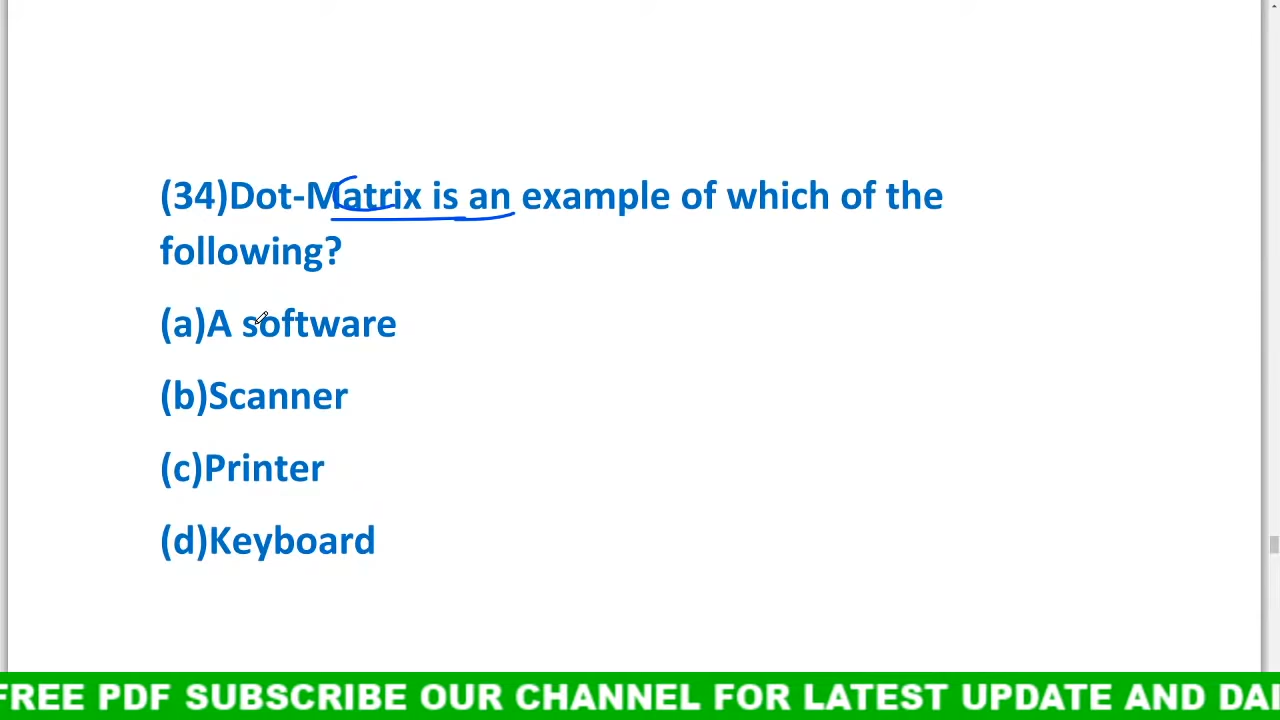 (34)Dot-Matrix is an example of which of the
following?
(a)A software
(b)Scanner
(c)Printer
(d)Keyboard
FREE PDF SUBSCRIBE OUR CHANNEL FOR LATEST UPDATE AND